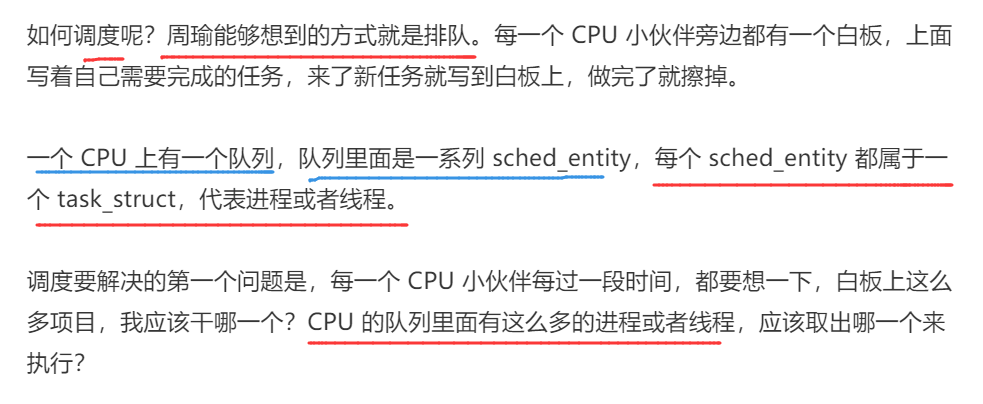 如何调度呢？周瑜能够想到的方式就是排队。每一个 CPU 小伙伴旁边都有一个白板，上面
写着自己需要完成的任务，来了新任务就写到白板上，做完了就擦掉。
一个 CPU 上有一个队列，队列里面是一系列 sched_entity，每个 sched_entity 都属于一
个 task_struct，代表进程或者线程。
调度要解决的第一个问题是，每一个 CPU 小伙伴每过一段时间，都要想一下，白板上这么
多项目，我应该干哪一个？CPU 的队列里面有这么多的进程或者线程，应该取出哪一个来
执行？